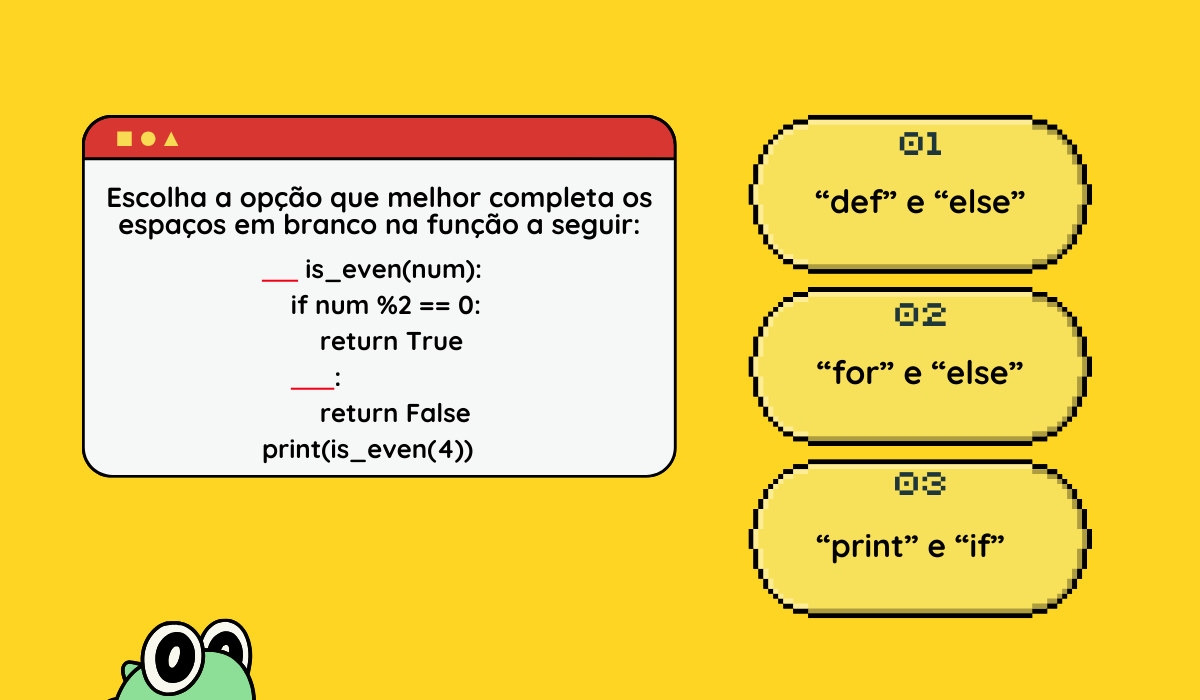 Escolha a opção que melhor completa os
espaços em branco na função a seguir:
___ is_even(num):
if num %2 == 0:
return True
___:
return False
print(is_even(4))
01
“def” e “else”
02
“for” e “else”
03
“print” e “if”